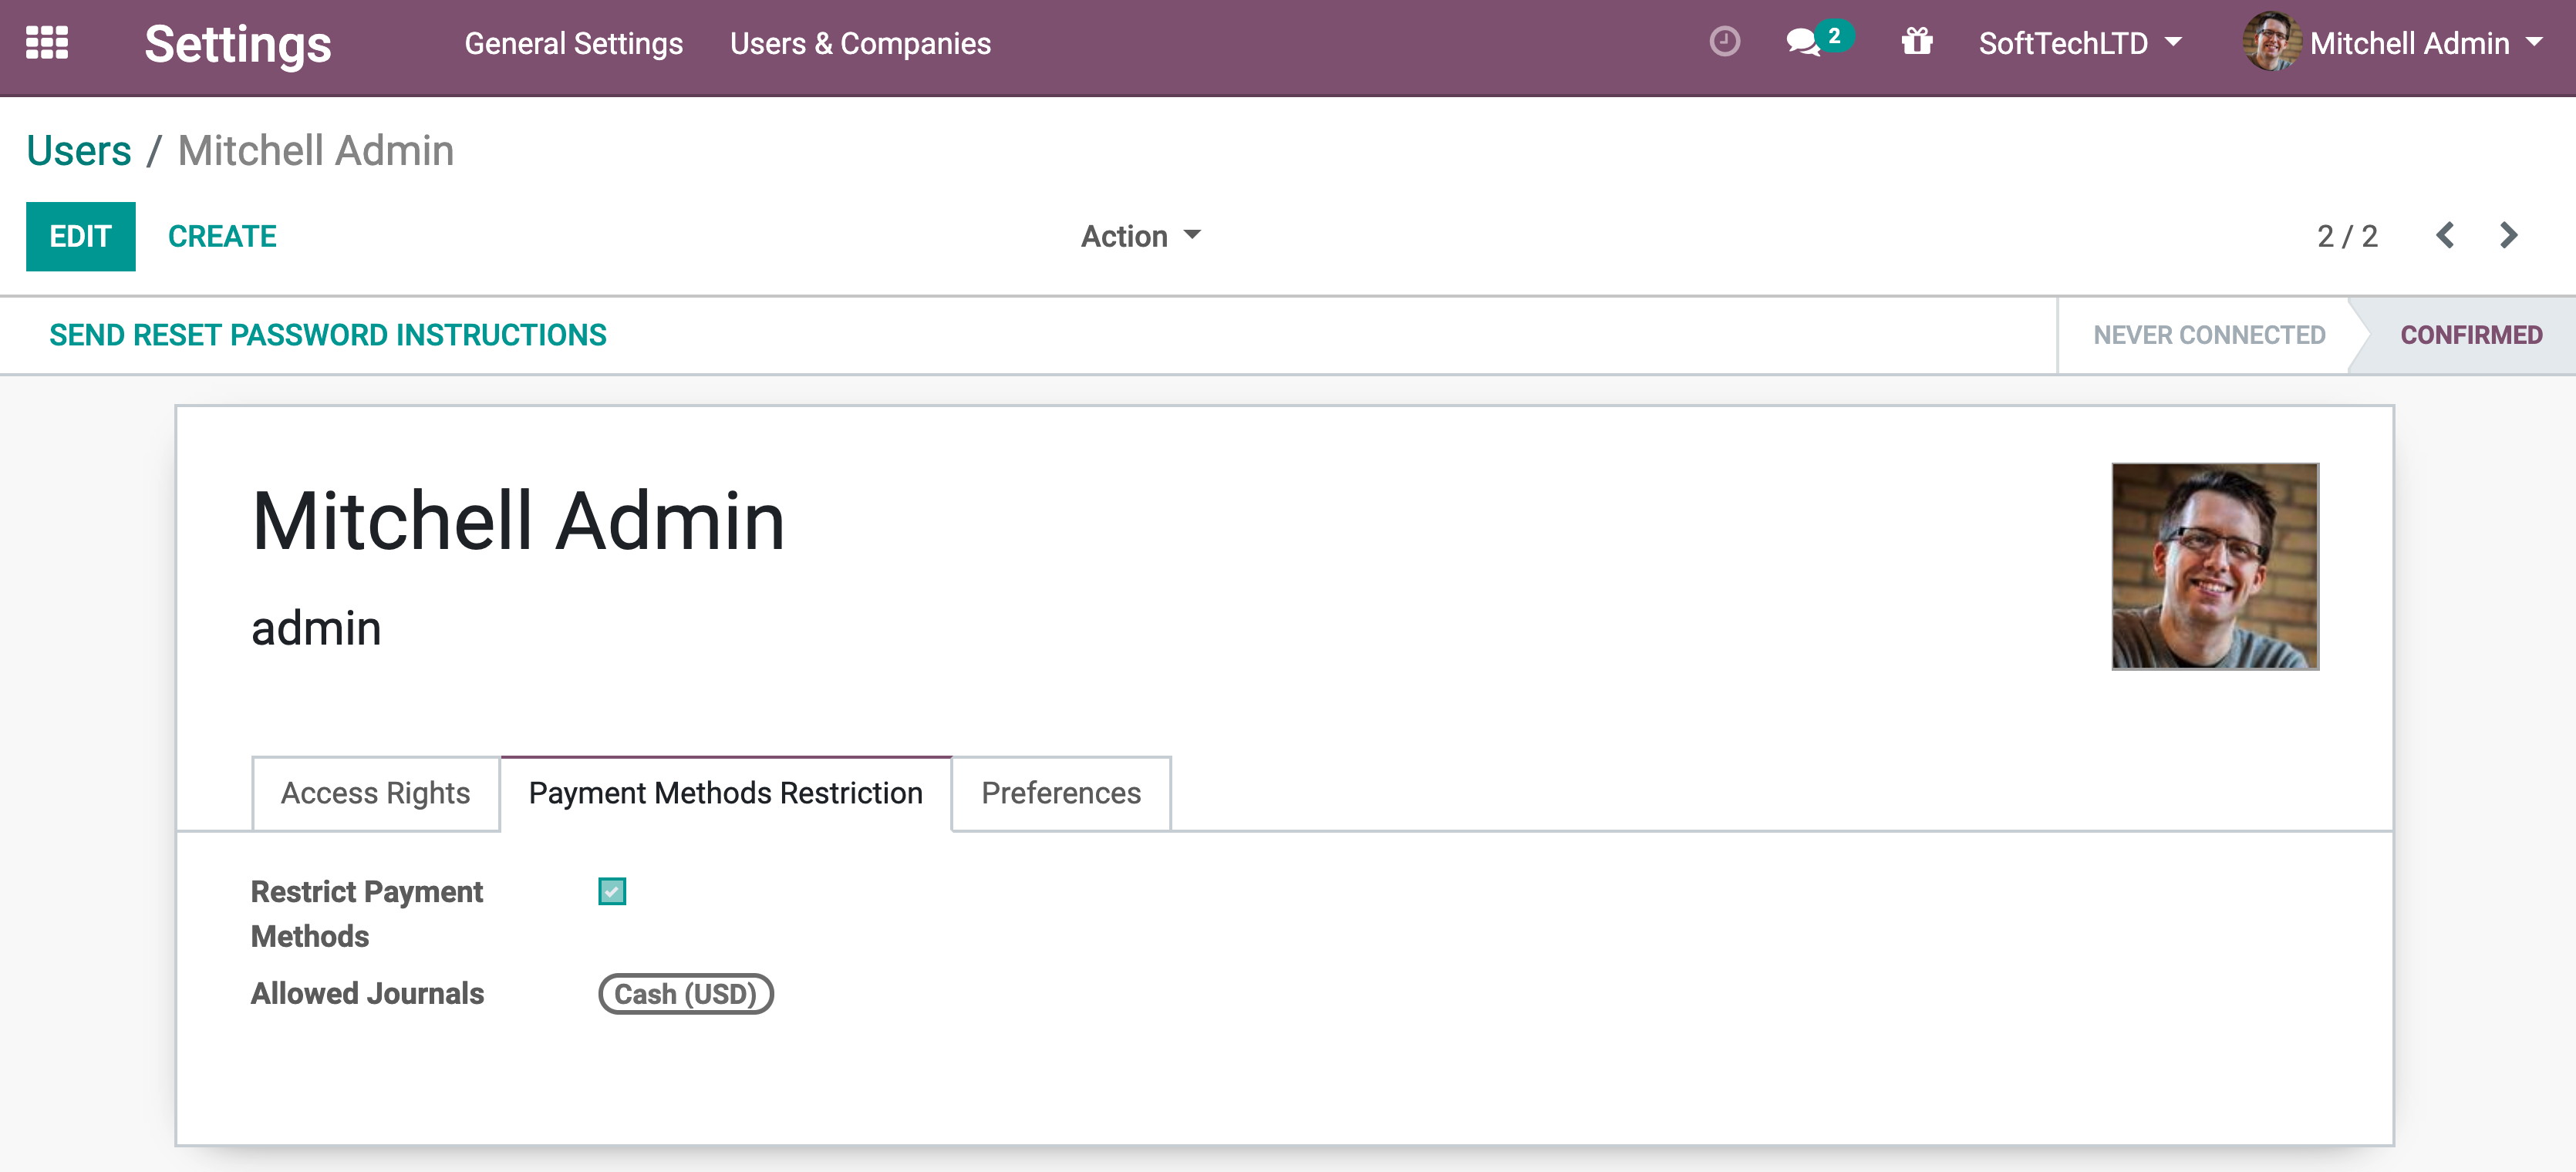 Settings General Settings Users & Companies 2 SoftTechLTD Mitchell Admin
Users / Mitchell Admin
EDIT CREATE Action 2 / 2
SEND RESET PASSWORD INSTRUCTIONS NEVER CONNECTED CONFIRMED
Mitchell Admin
admin
Access Rights Payment Methods Restriction Preferences
Restrict Payment
Methods
Allowed Journals Cash (USD)